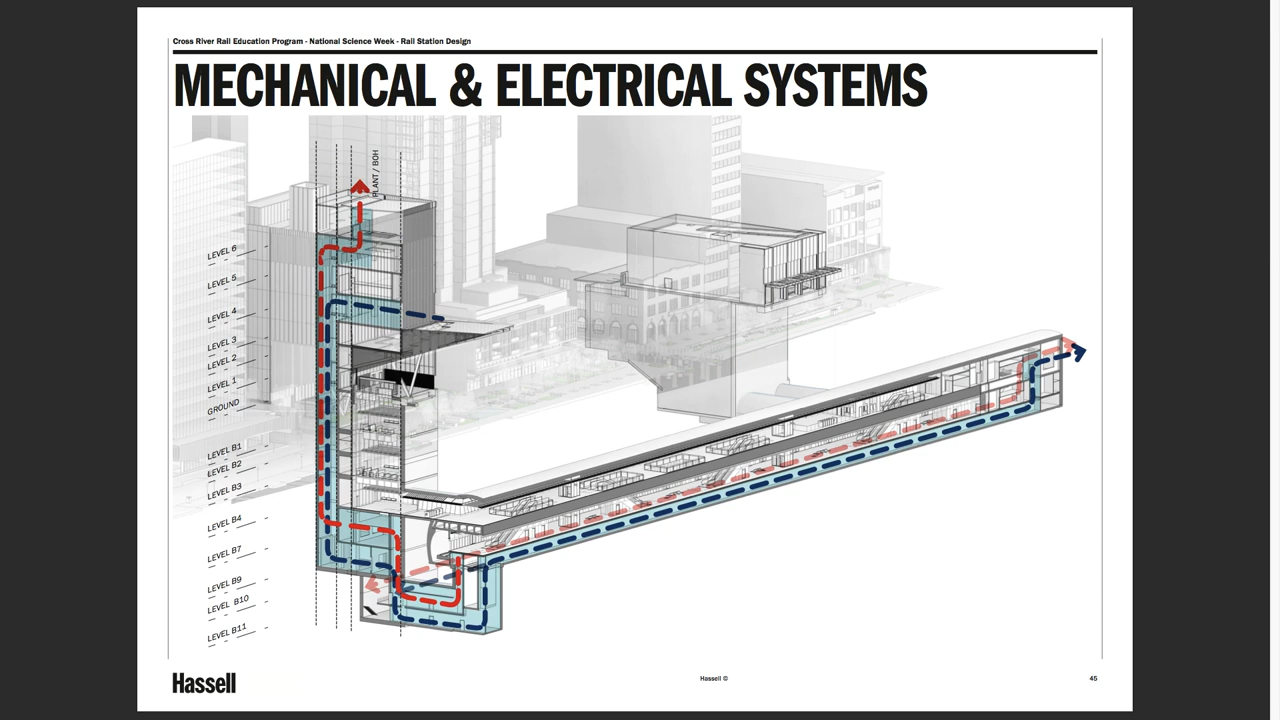 Cross River Rail Education Program - National Science Week - Rail Station Design
MECHANICAL & ELECTRICAL SYSTEMS
PLANT / BOH
LEVEL 6
LEVEL 5
LEVEL 4
LEVEL 3
LEVEL 2
LEVEL 1
GROUND
LEVEL B1
LEVEL B2
LEVEL B3
LEVEL B4
LEVEL B7
LEVEL B9
LEVEL B10
LEVEL B11
Hassell
Hassell ©
45